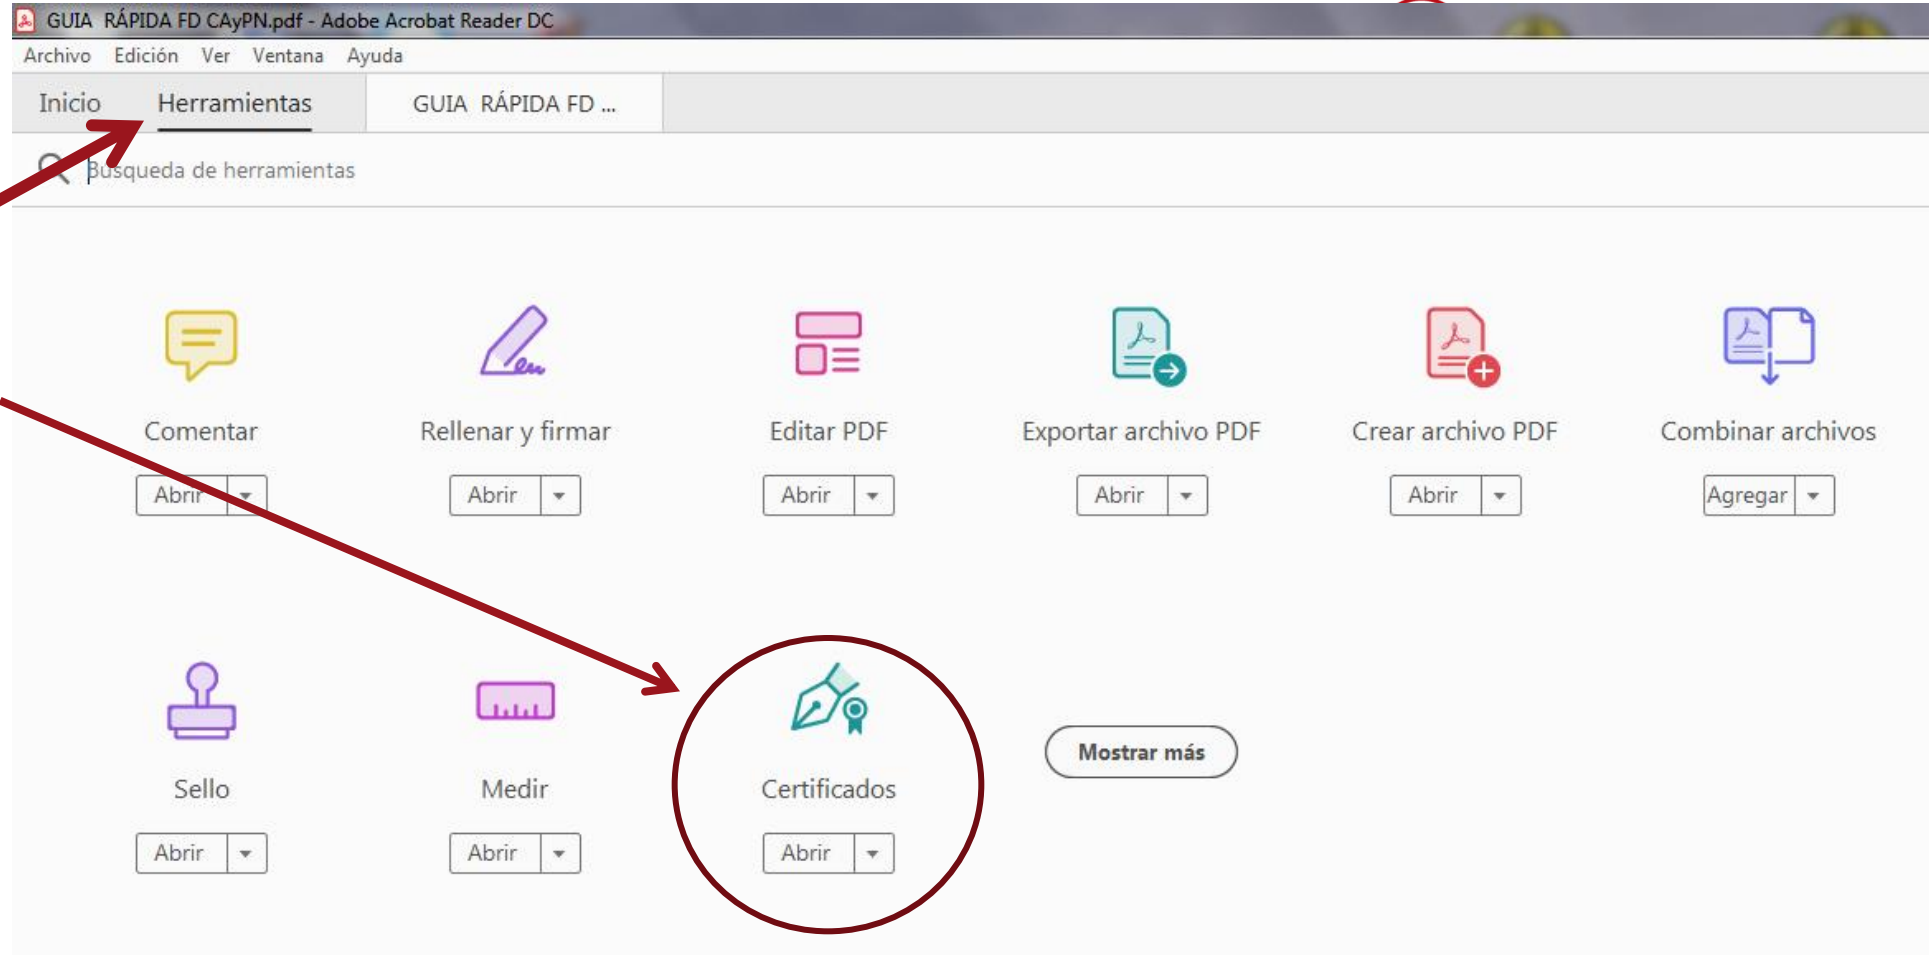 GUIA RÁPIDA FD CAyPN.pdf - Adobe Acrobat Reader DC
Archivo Edición Ver Ventana Ayuda
Inicio Herramientas GUIA RÁPIDA FD ...
Búsqueda de herramientas
Comentar Rellenar y firmar Editar PDF Exportar archivo PDF Crear archivo PDF Combinar archivos
Abrir Abrir Abrir Abrir Abrir Agregar
Mostrar más
Sello Medir Certificados
Abrir Abrir Abrir